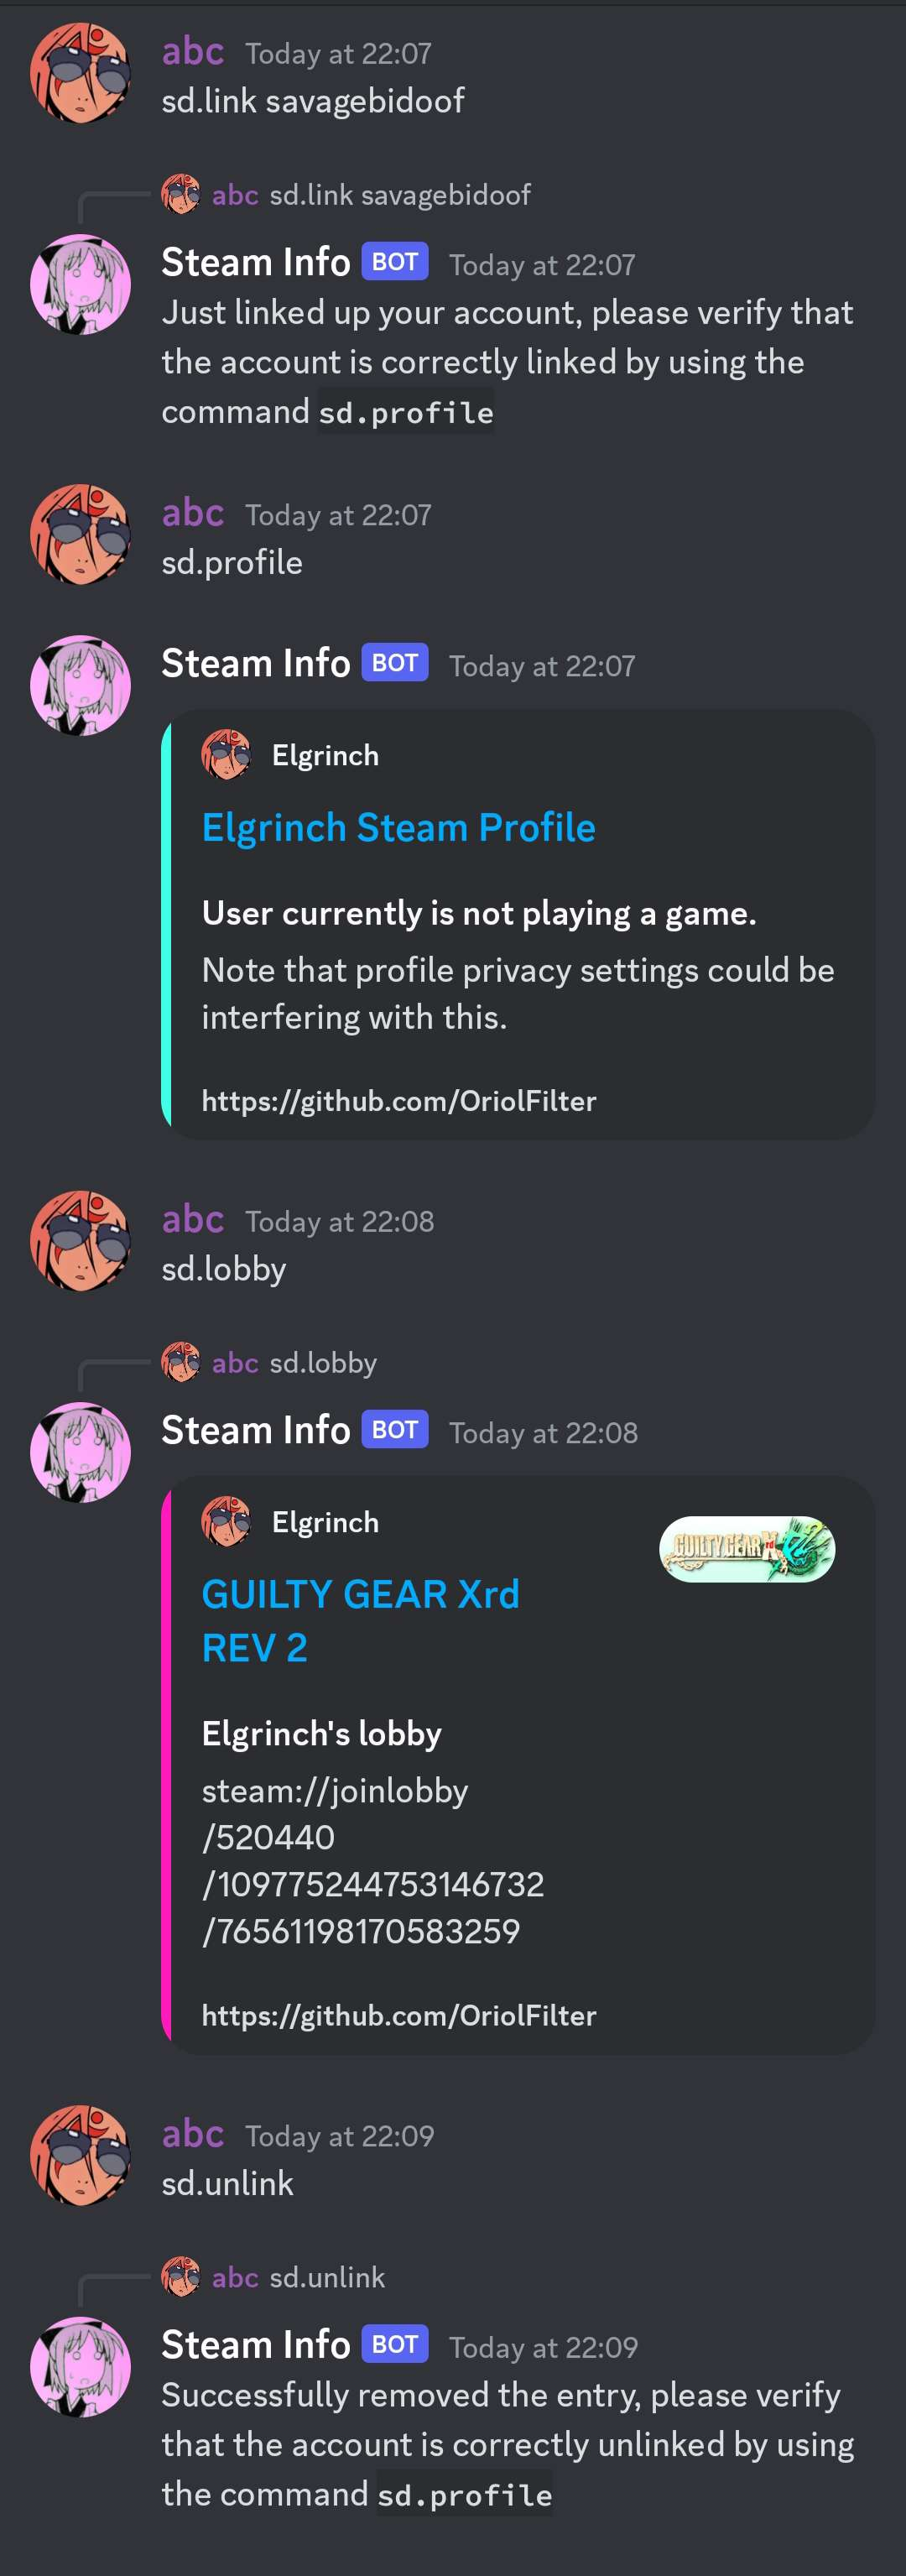 abc Today at 22:07
sd.link savagebidoof
abc sd.link savagebidoof
Steam Info BOT Today at 22:07
Just linked up your account, please verify that
the account is correctly linked by using the
command sd.profile
abc Today at 22:07
sd.profile
Steam Info BOT Today at 22:07
Elgrinch
Elgrinch Steam Profile
User currently is not playing a game.
Note that profile privacy settings could be
interfering with this.
https://github.com/OriolFilter
abc Today at 22:08
sd.lobby
abc sd.lobby
Steam Info BOT Today at 22:08
Elgrinch
GUILTY GEAR Xrd
REV 2
GUILTY GEAR Xrd
Elgrinch's lobby
steam://joinlobby
/520440
/109775244753146732
/76561198170583259
https://github.com/OriolFilter
abc Today at 22:09
sd.unlink
abc sd.unlink
Steam Info BOT Today at 22:09
Successfully removed the entry, please verify
that the account is correctly unlinked by using
the command sd.profile